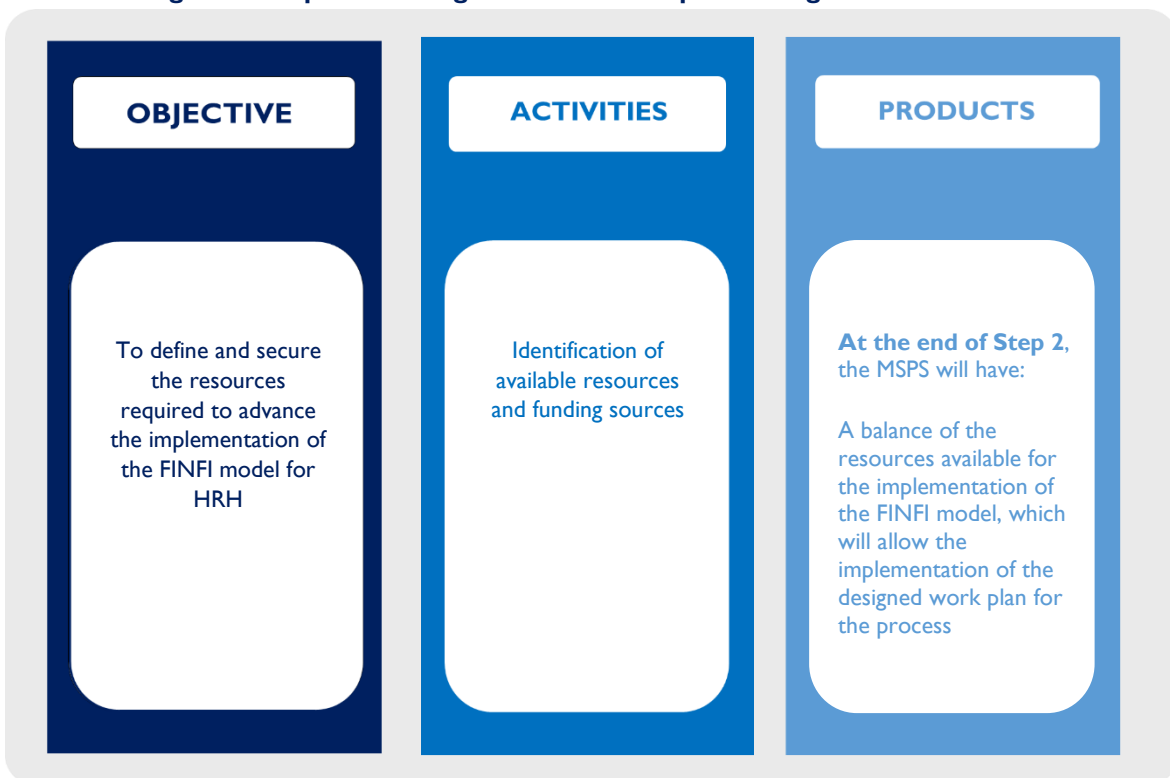 OBJECTIVE
To define and secure
the resources
required to advance
the implementation of
the FINFI model for
HRH
ACTIVITIES
Identification of
available resources
and funding sources
PRODUCTS
At the end of Step 2,
the MSPS will have:
A balance of the
resources available for
the implementation of
the FINFI model, which
will allow the
implementation of the
designed work plan for
the process